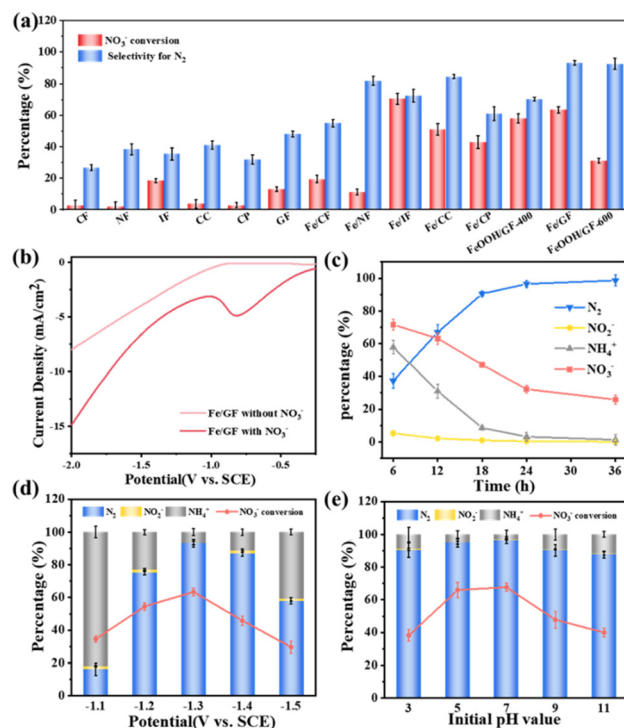 (a)
NO₃⁻ conversion
Selectivity for N₂
Percentage (%)
100
80
60
40
20
0
CF
NF
IF
CC
CP
GF
Fe/CF
Fe/NF
Fe/IF
Fe/CC
Fe/CP
FeOOH/GF-400
Fe/GF
FeOOH/GF-600
(b)
Current Density (mA/cm²)
0
-5
-10
-15
Fe/GF without NO₃⁻
Fe/GF with NO₃⁻
-2.0 -1.5 -1.0 -0.5
Potential(V vs. SCE)
(c)
percentage (%)
100
80
60
40
20
0
N₂
NO₂⁻
NH₄⁺
NO₃⁻
6 12 18 24 30 36
Time (h)
(d)
N₂ NO₂⁻ NH₄⁺ NO₃⁻ conversion
Percentage (%)
120
100
80
60
40
20
0
-1.1 -1.2 -1.3 -1.4 -1.5
Potential(V vs. SCE)
(e)
N₂ NO₂⁻ NH₄⁺ NO₃⁻ conversion
Percentage (%)
120
100
80
60
40
20
0
3 5 7 9 11
Initial pH value